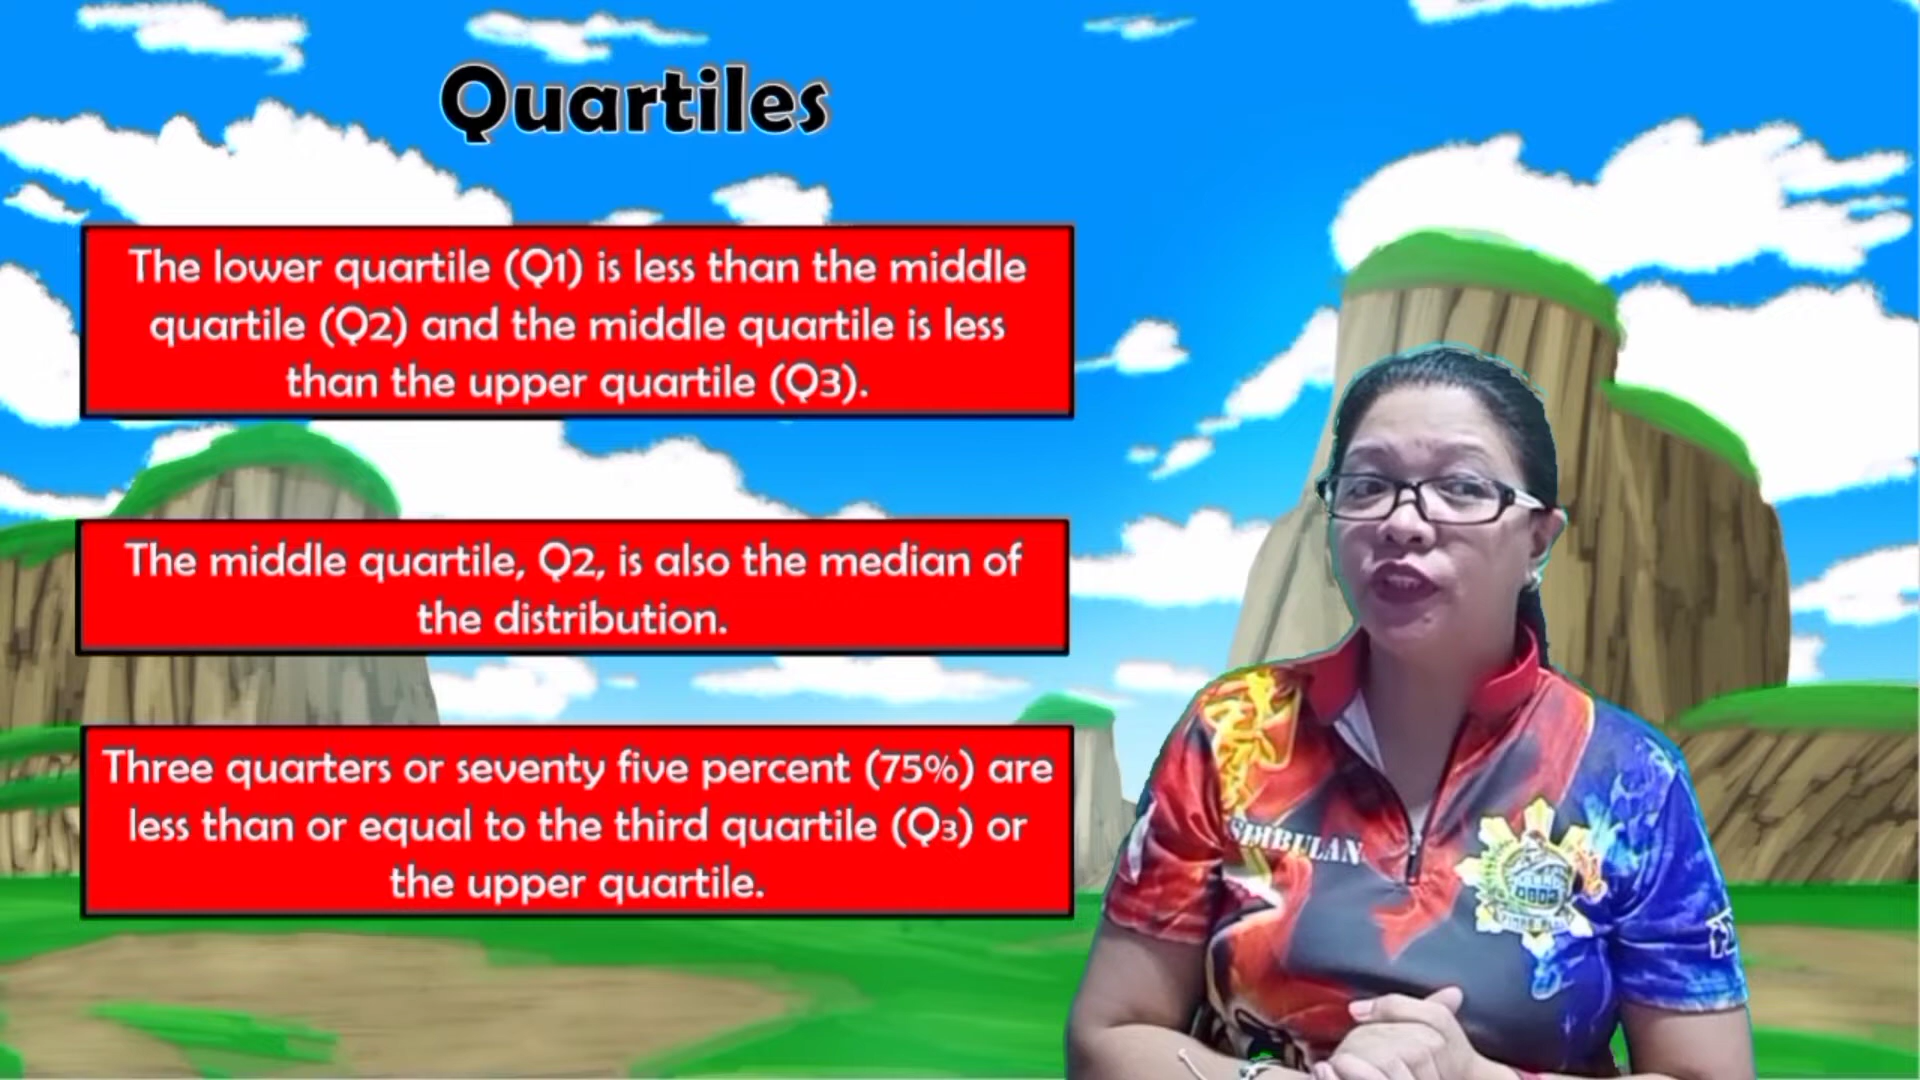 Quartiles
The lower quartile (Q1) is less than the middle
quartile (Q2) and the middle quartile is less
than the upper quartile (Q3).
The middle quartile, Q2, is also the median of
the distribution.
Three quarters or seventy five percent (75%) are
less than or equal to the third quartile (Q3) or
the upper quartile.
SIMBULAN